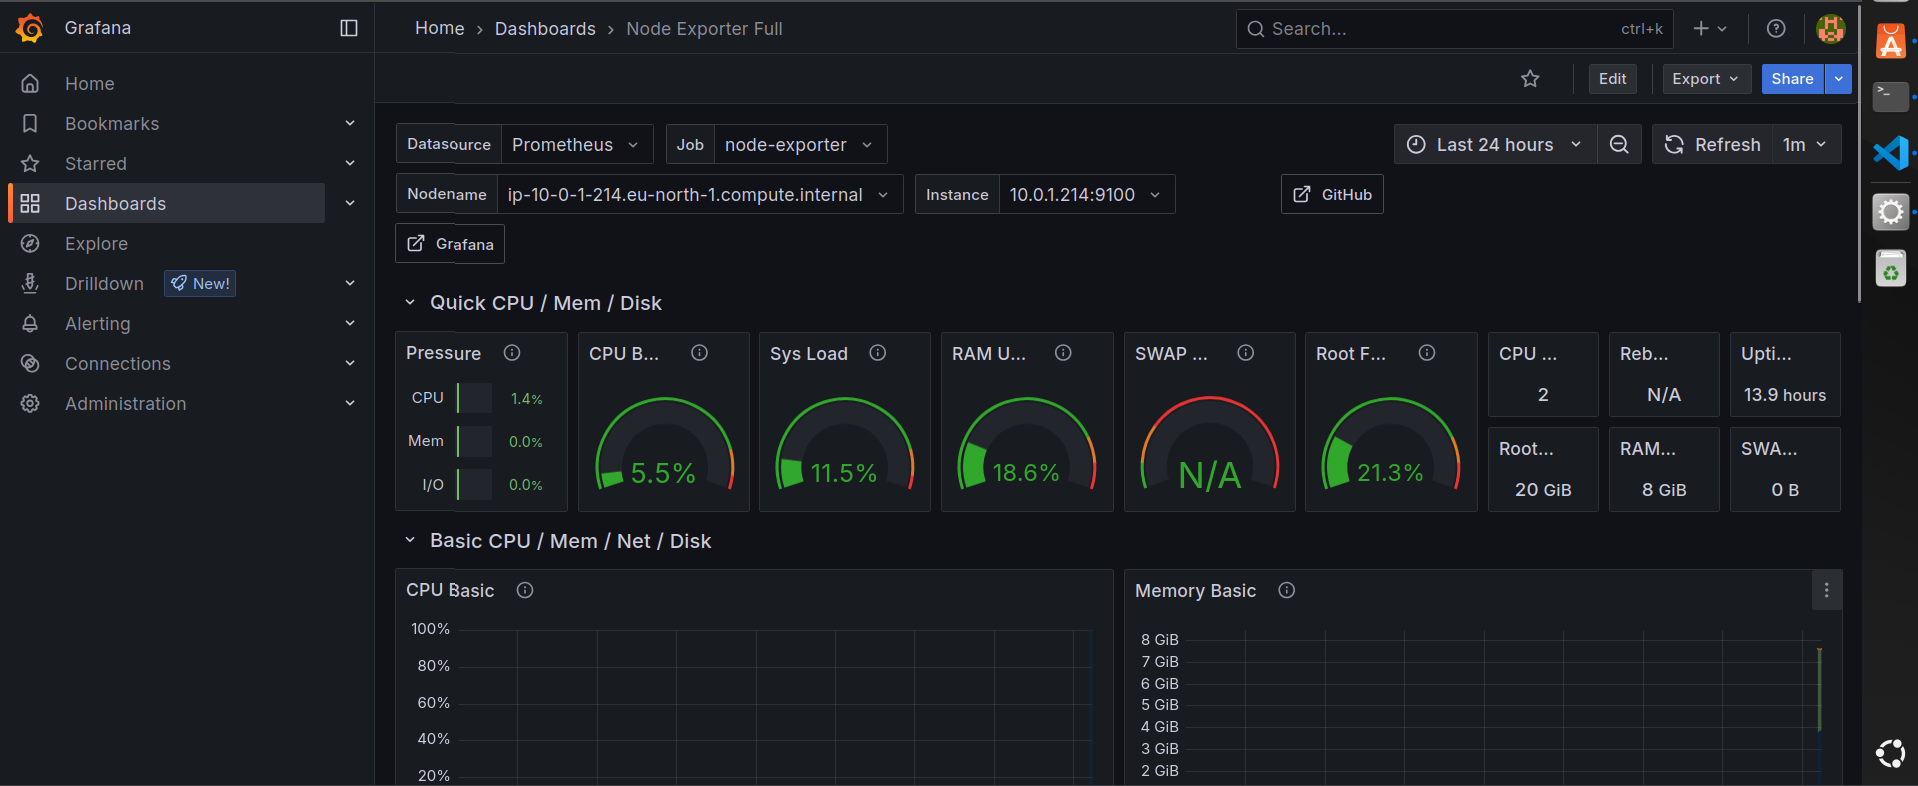 Grafana
Home › Dashboards › Node Exporter Full
Search... ctrl+k
Home
Bookmarks
Starred
Dashboards
Explore
Drilldown New!
Alerting
Connections
Administration
Edit Export Share
Datasource Prometheus Job node-exporter
Last 24 hours Refresh 1m
Nodename ip-10-0-1-214.eu-north-1.compute.internal Instance 10.0.1.214:9100 GitHub
Grafana
Quick CPU / Mem / Disk
Pressure
CPU 1.4%
Mem 0.0%
I/O 0.0%
CPU B...
5.5%
Sys Load
11.5%
RAM U...
18.6%
SWAP ...
N/A
Root F...
21.3%
CPU ...
2
Reb...
N/A
Upti...
13.9 hours
Root...
20 GiB
RAM...
8 GiB
SWA...
0 B
Basic CPU / Mem / Net / Disk
CPU Basic
100%
80%
60%
40%
20%
Memory Basic
8 GiB
7 GiB
6 GiB
5 GiB
4 GiB
3 GiB
2 GiB